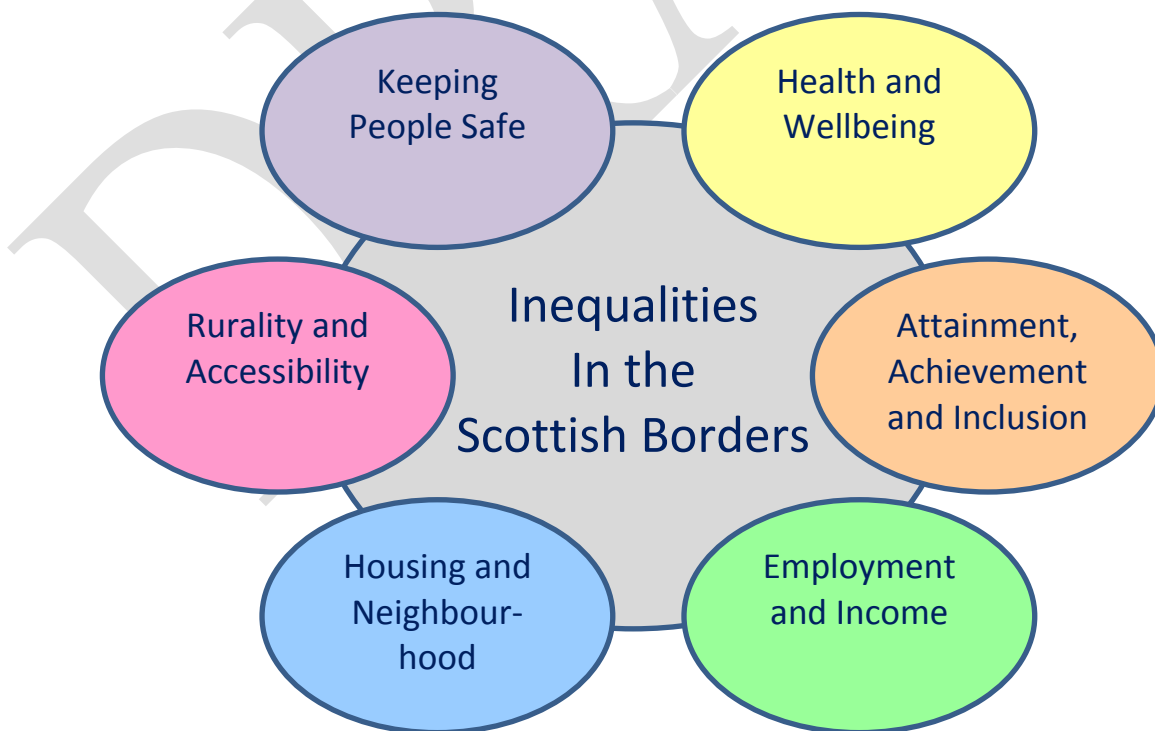 Keeping
People Safe
Health and
Wellbeing
Rurality and
Accessibility
Inequalities
In the
Scottish Borders
Attainment,
Achievement
and Inclusion
Housing and
Neighbour-
hood
Employment
and Income